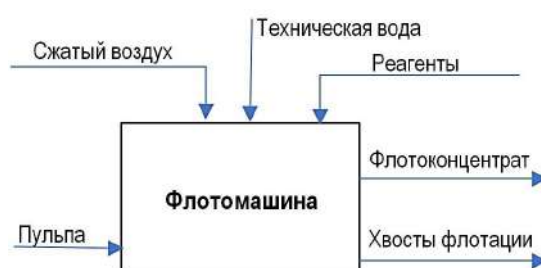 Техническая вода
Сжатый воздух
Реагенты
Флотоконцентрат
Флотомашина
Пульпа
Хвосты флотации